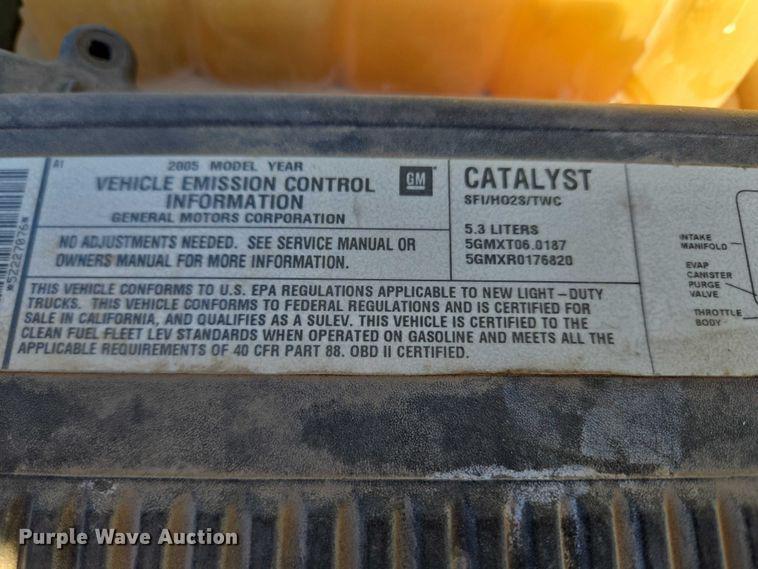 A1
2005 MODEL YEAR
VEHICLE EMISSION CONTROL
INFORMATION
GENERAL MOTORS CORPORATION
GM
NO ADJUSTMENTS NEEDED. SEE SERVICE MANUAL OR
OWNERS MANUAL FOR MORE INFORMATION.
CATALYST
SFI/HO2S/TWC
5.3 LITERS
5GMXT06.0187
5GMXR0176820
THIS VEHICLE CONFORMS TO U.S. EPA REGULATIONS APPLICABLE TO NEW LIGHT-DUTY
TRUCKS. THIS VEHICLE CONFORMS TO FEDERAL REGULATIONS AND IS CERTIFIED FOR
SALE IN CALIFORNIA, AND QUALIFIES AS A SULEV. THIS VEHICLE IS CERTIFIED TO THE
CLEAN FUEL FLEET LEV STANDARDS WHEN OPERATED ON GASOLINE AND MEETS ALL THE
APPLICABLE REQUIREMENTS OF 40 CFR PART 88. OBD II CERTIFIED.
INTAKE
MANIFOLD
EVAP
CANISTER
PURGE
VALVE
THROTTLE
BODY
*52227076*
Purple Wave Auction